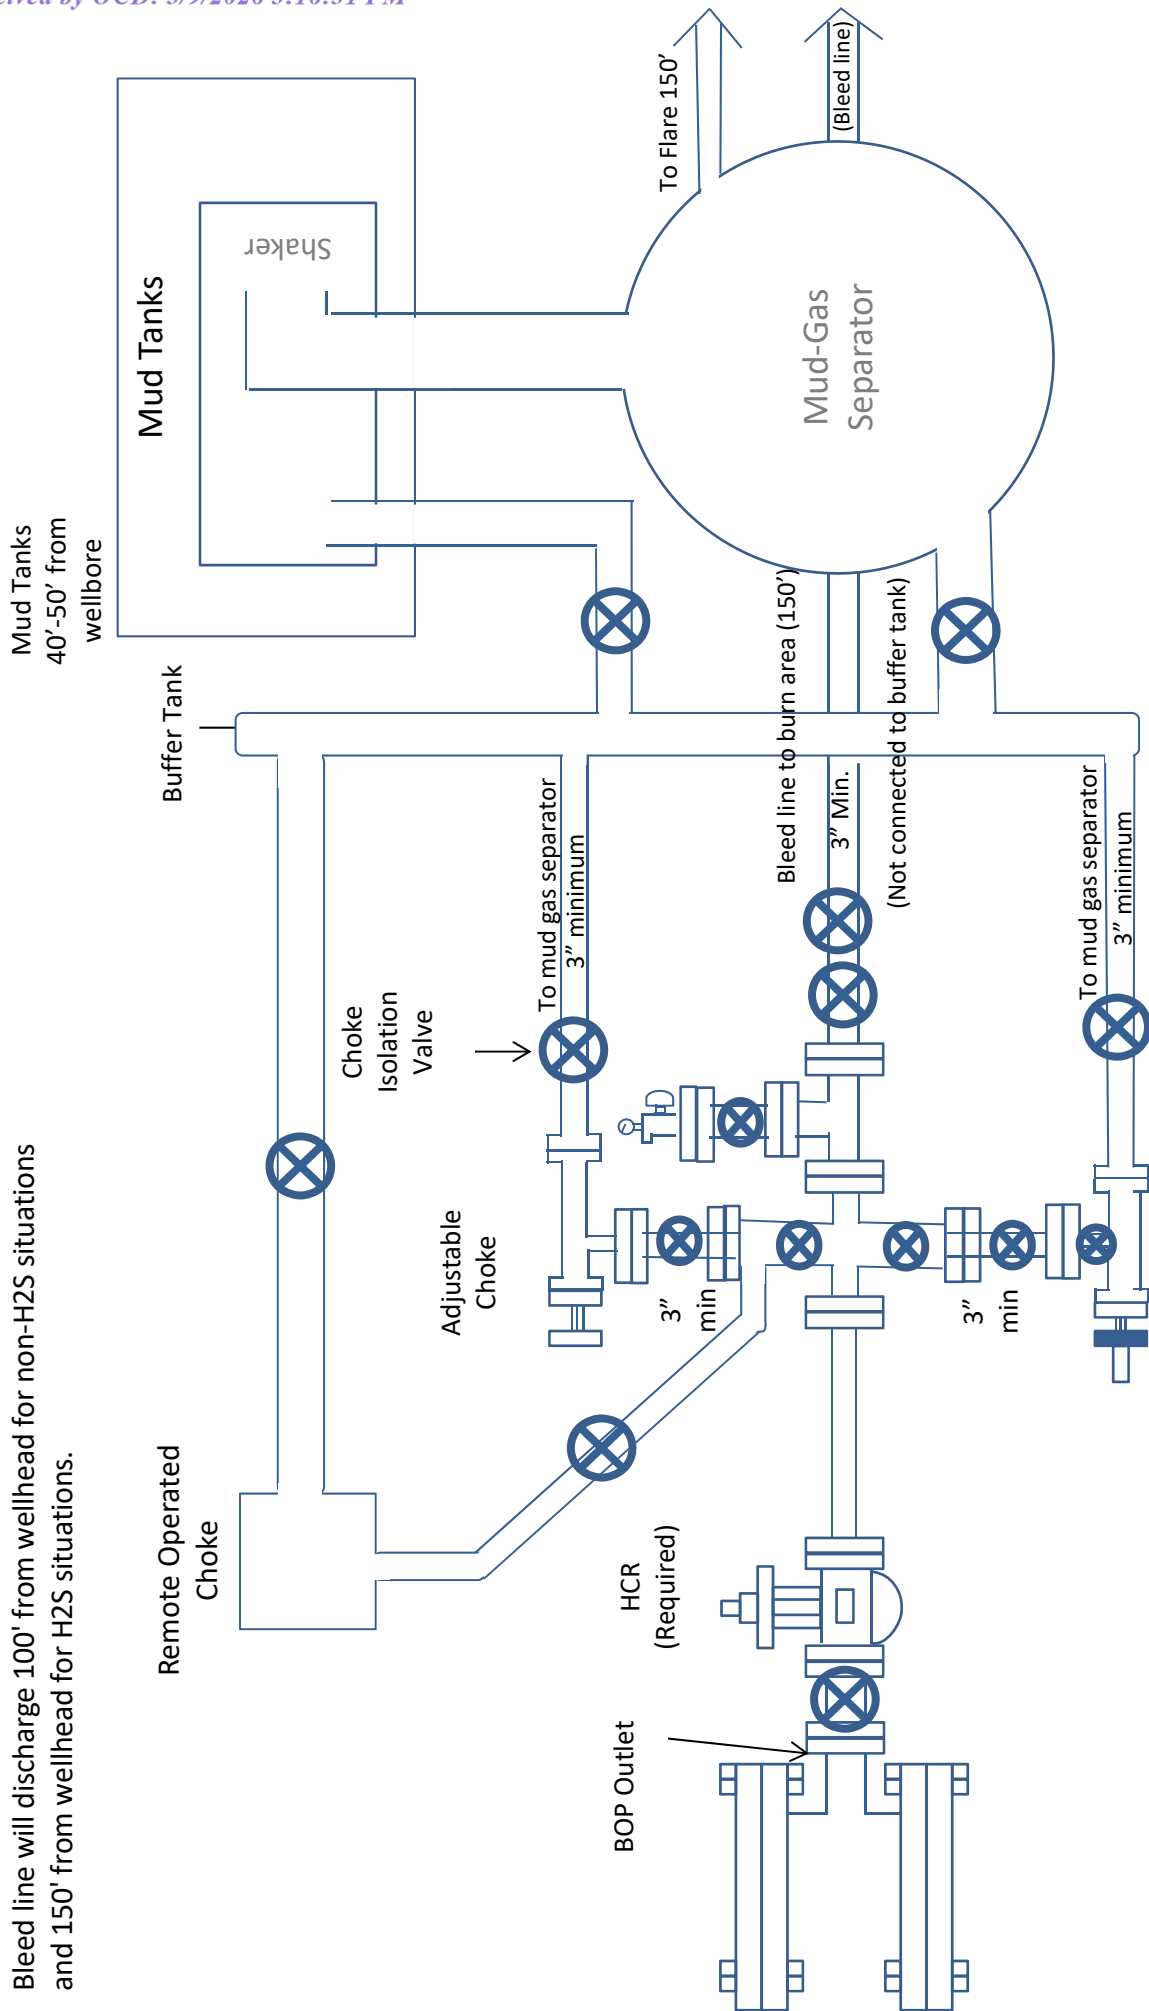 Bleed line will discharge 100' from wellhead for non-H2S situations
and 150' from wellhead for H2S situations.
Mud Tanks
40’-50’ from
wellbore
Mud Tanks
Shaker
Buffer Tank
Remote Operated
Choke
Choke
Isolation
Valve
Adjustable
Choke
To mud gas separator
3” minimum
To Flare 150’
(Bleed line)
Mud-Gas
Separator
Bleed line to burn area (150’)
3” Min.
(Not connected to buffer tank)
3”
min
3”
min
To mud gas separator
3” minimum
HCR
(Required)
BOP Outlet